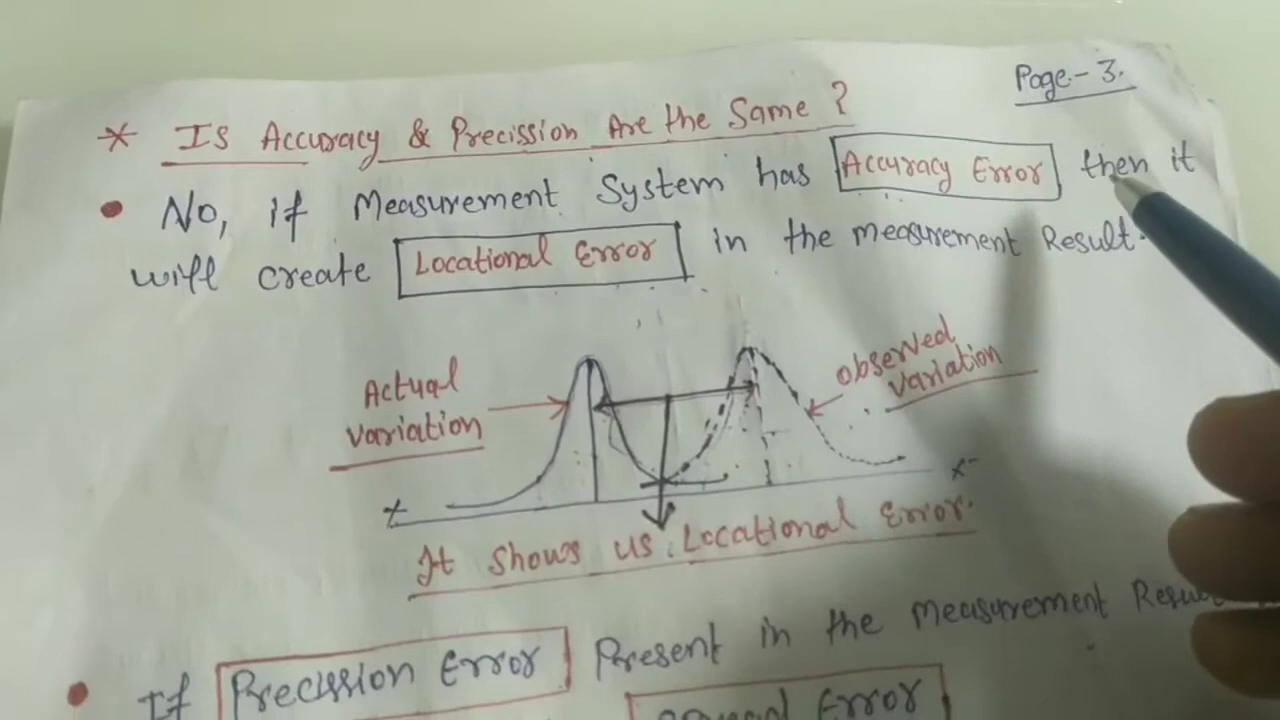 Page - 3.
* Is Accuracy & Precission Are the Same ?
• No, if Measurement System has Accuracy Error then it
will create Locational Error in the measurement Result.
Actual
variation
observed
variation
It Shows us Locational Error.
• If Precission Error Present in the Measurement
Error